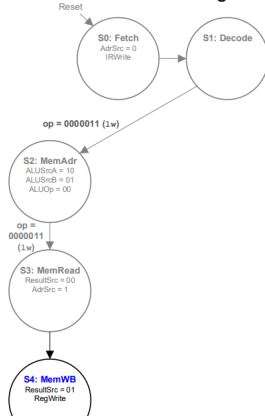 Reset
S0: Fetch
AdrSrc = 0
IRWrite
S1: Decode
op = 0000011 (lw)
S2: MemAdr
ALUSrcA = 10
ALUSrcB = 01
ALUOp = 00
op =
0000011
(lw)
S3: MemRead
ResultSrc = 00
AdrSrc = 1
S4: MemWB
ResultSrc = 01
RegWrite